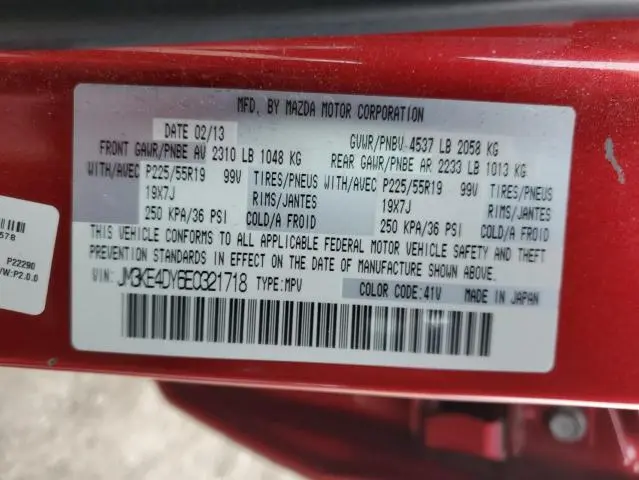 MFD. BY MAZDA MOTOR CORPORATION
DATE 02/13 GVWR/PNBV 4537 LB 2058 KG
FRONT GAWR/PNBE AV 2310 LB 1048 KG REAR GAWR/PNBE AR 2233 LB 1013 KG
WITH/AVEC P225/55R19 99V TIRES/PNEUS WITH/AVEC P225/55R19 99V TIRES/PNEUS
19X7J RIMS/JANTES 19X7J RIMS/JANTES
250 KPA/36 PSI COLD/A FROID 250 KPA/36 PSI COLD/A FROID
THIS VEHICLE CONFORMS TO ALL APPLICABLE FEDERAL MOTOR VEHICLE SAFETY AND THEFT
PREVENTION STANDARDS IN EFFECT ON THE DATE OF MANUFACTURE SHOWN ABOVE.
VIN: JM3KE4DY6E0321718 TYPE:MPV COLOR CODE:41V MADE IN JAPAN
578
P22290
/W:P2.0.0